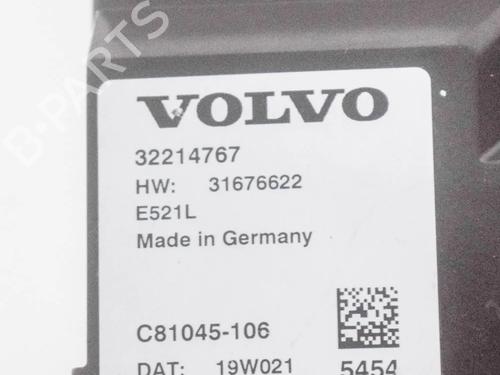 B-PARTS
VOLVO
32214767
HW: 31676622
E521L
Made in Germany
C81045-106
DAT: 19W021 5454